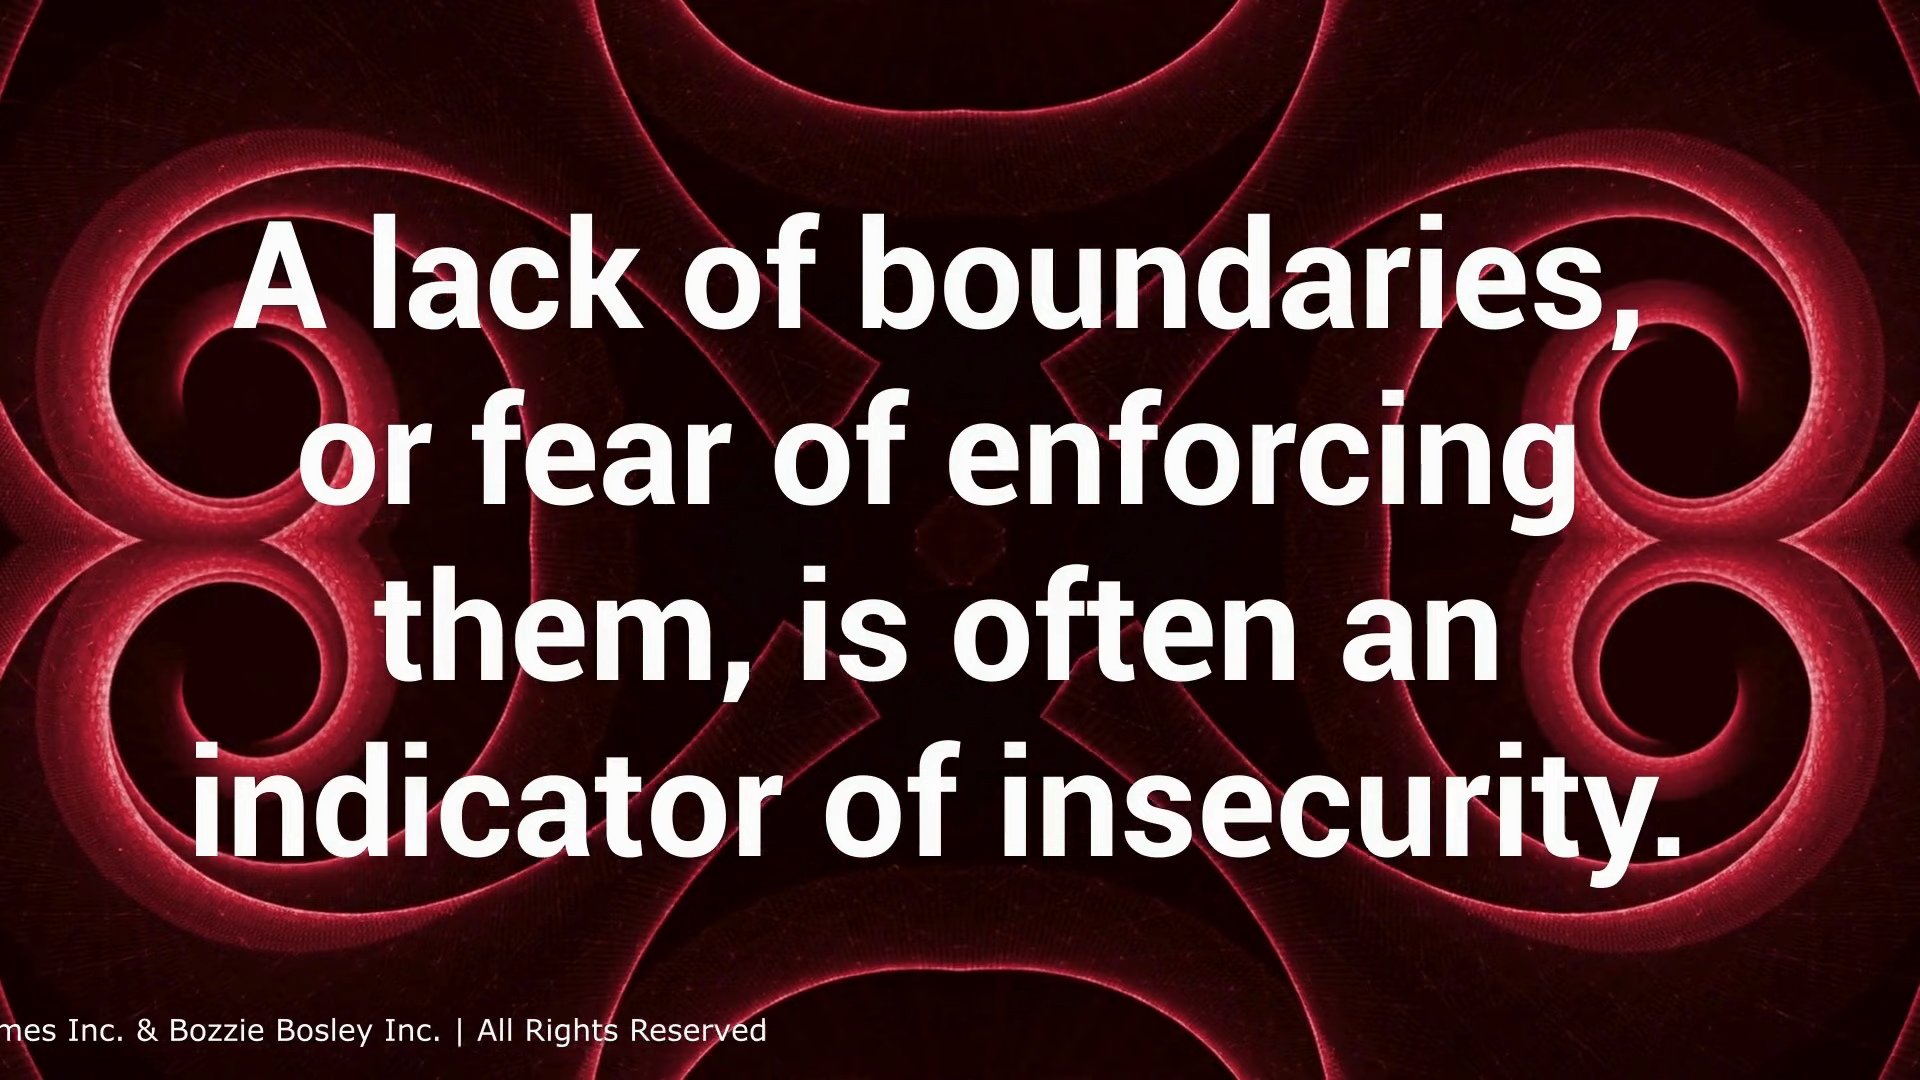 A lack of boundaries,
or fear of enforcing
them, is often an
indicator of insecurity.
Inc. & Bozzie Bosley Inc. | All Rights Reserved